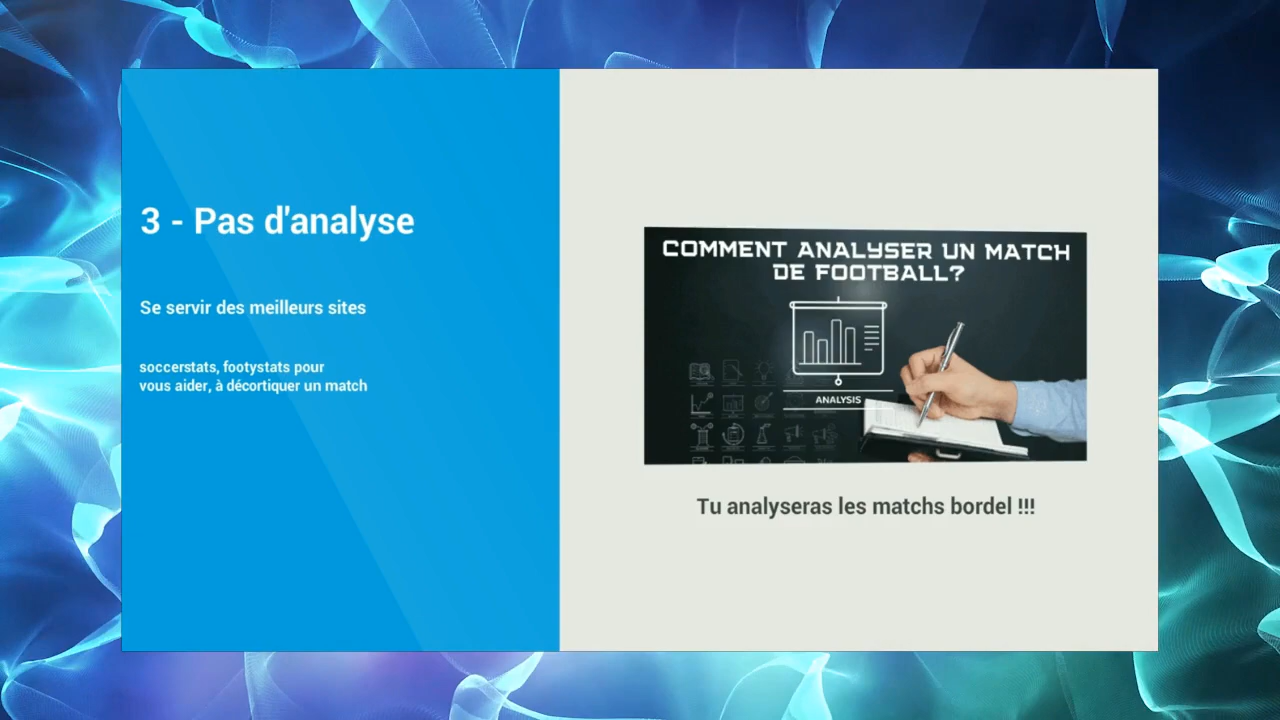 3 - Pas d'analyse
Se servir des meilleurs sites
soccerstats, footystats pour
vous aider, à décortiquer un match
COMMENT ANALYSER UN MATCH
DE FOOTBALL?
ANALYSIS
Tu analyseras les matchs bordel !!!